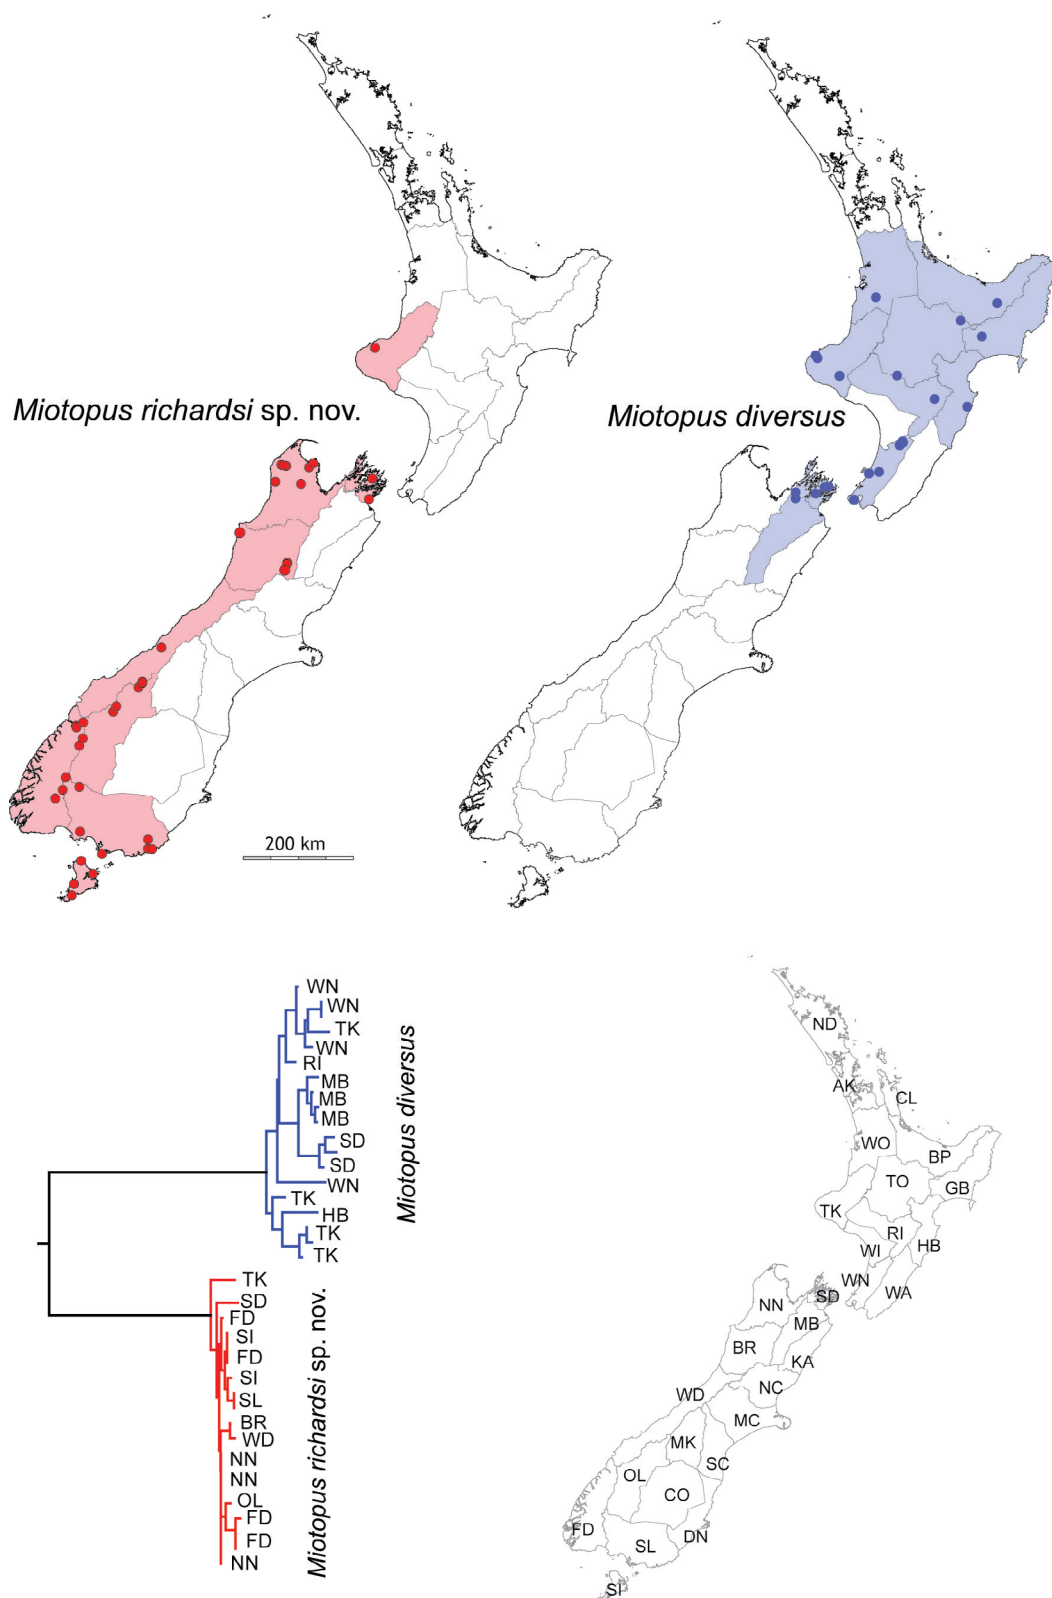 Miotopus richardsi sp. nov.
Miotopus diversus
200 km
WN
WN
TK
WN
RI
MB
MB
MB
SD
SD
WN
TK
HB
TK
TK
Miotopus diversus
TK
SD
FD
SI
FD
SI
SL
BR
WD
NN
NN
OL
FD
FD
NN
Miotopus richardsi sp. nov.
ND
AK
CL
WO
BP
TO
GB
TK
RI
HB
WI
WN
WA
SD
NN
MB
BR
KA
NC
WD
MC
MK
SC
OL
CO
FD
DN
SL
SI